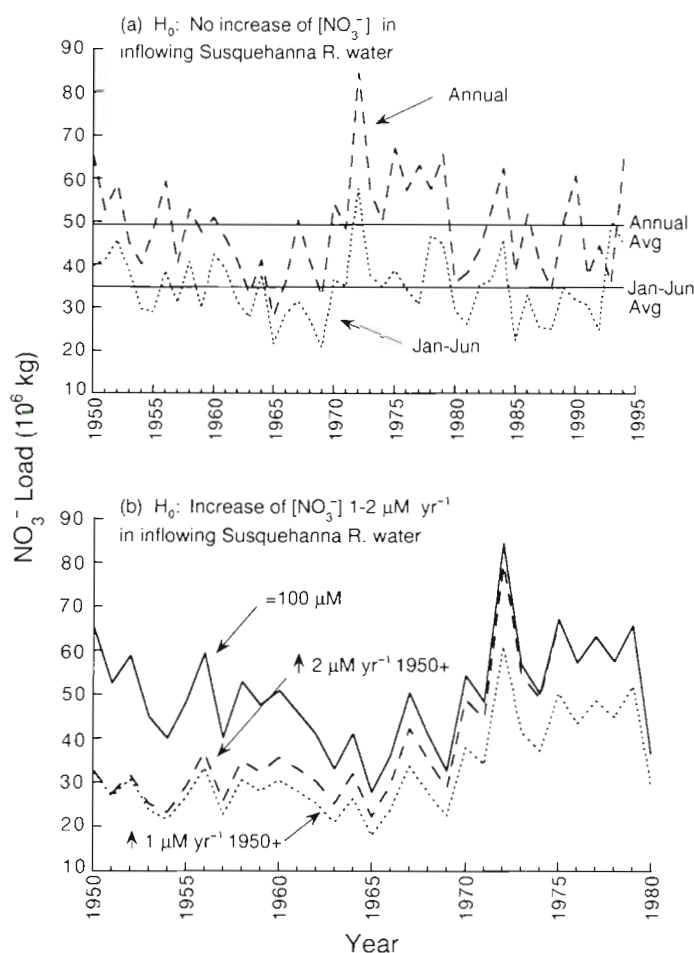 (a) H₀: No increase of [NO₃⁻] in
inflowing Susquehanna R. water
90
80
70
60
50
40
30
20
10
Annual
Annual
Avg
Jan-Jun
Avg
Jan-Jun
1950
1955
1960
1965
1970
1975
1980
1985
1990
1995
NO₃⁻ Load (10⁶ kg)
(b) H₀: Increase of [NO₃⁻] 1-2 µM yr⁻¹
in inflowing Susquehanna R. water
90
80
70
60
50
40
30
20
10
=100 µM
↑ 2 µM yr⁻¹ 1950+
↑ 1 µM yr⁻¹ 1950+
1950
1955
1960
1965
1970
1975
1980
Year